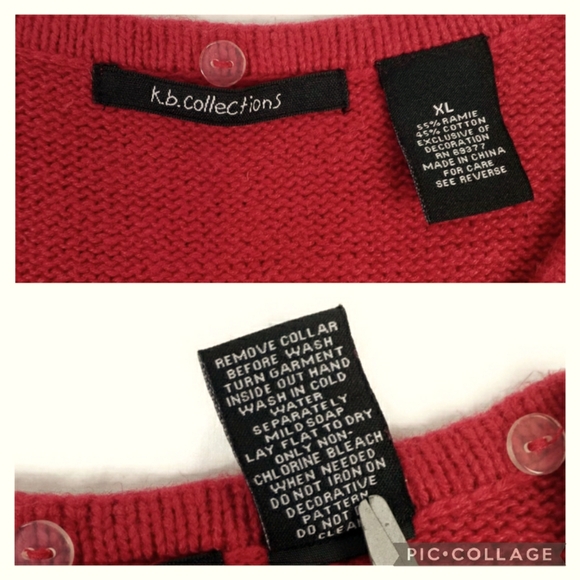 k.b.collections
XL
55% RAMIE
45% COTTON
EXCLUSIVE OF
DECORATION
RN 69377
MADE IN CHINA
FOR CARE
SEE REVERSE
REMOVE COLLAR
BEFORE WASH
TURN GARMENT
INSIDE OUT HAND
WASH IN COLD
WATER
SEPARATELY
MILD SOAP
LAY FLAT TO DRY
ONLY NON-
CHLORINE BLEACH
WHEN NEEDED
DO NOT IRON ON
DECORATIVE
PATTERN
DO NOT
CLEAN
PIC•COLLAGE